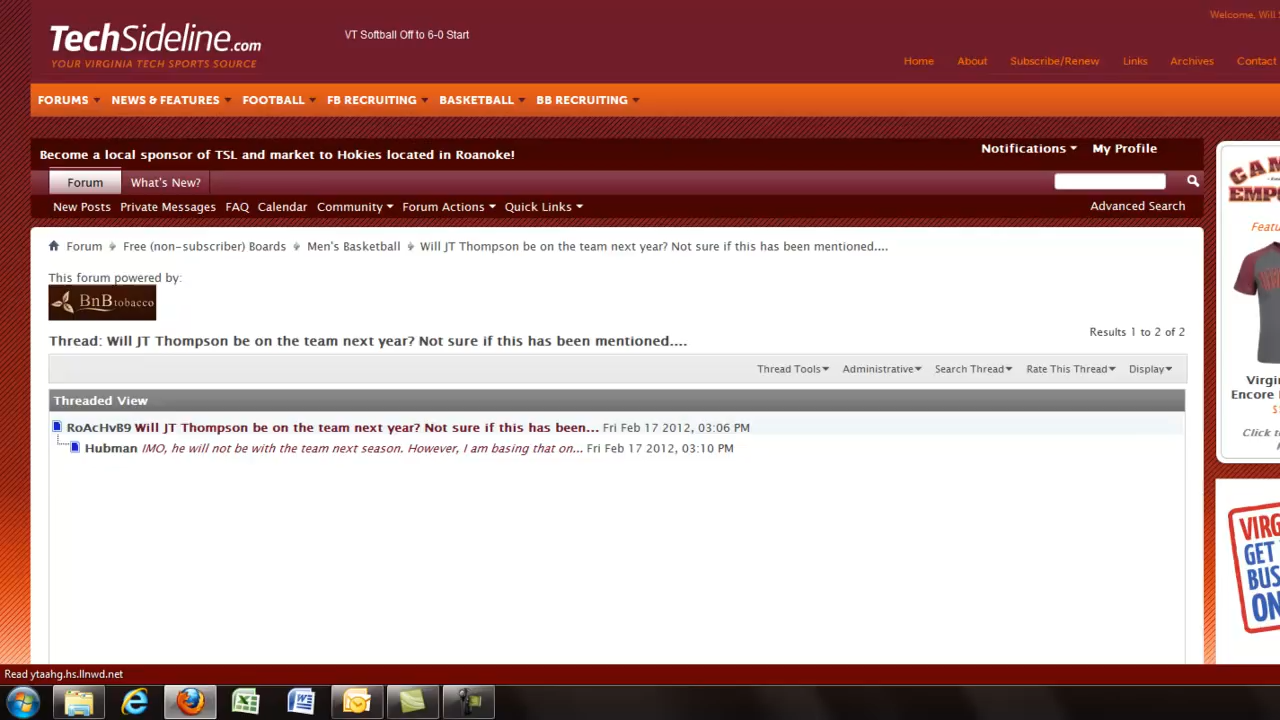 Welcome, Will
TechSideline.com
YOUR VIRGINIA TECH SPORTS SOURCE
VT Softball Off to 6-0 Start
Home About Subscribe/Renew Links Archives Contact
FORUMS NEWS & FEATURES FOOTBALL FB RECRUITING BASKETBALL BB RECRUITING
Become a local sponsor of TSL and market to Hokies located in Roanoke!
Notifications My Profile
Forum What's New?
New Posts Private Messages FAQ Calendar Community Forum Actions Quick Links
Advanced Search
Forum Free (non-subscriber) Boards Men's Basketball Will JT Thompson be on the team next year? Not sure if this has been mentioned....
This forum powered by:
BnBtobacco
Results 1 to 2 of 2
Thread: Will JT Thompson be on the team next year? Not sure if this has been mentioned....
Thread Tools Administrative Search Thread Rate This Thread Display
Threaded View
RoAcHvB9 Will JT Thompson be on the team next year? Not sure if this has been... Fri Feb 17 2012, 03:06 PM
Hubman IMO, he will not be with the team next season. However, I am basing that on... Fri Feb 17 2012, 03:10 PM
Virgin
Encore
Click t
VIRG
GET
BUS
ON
Read ytaahg.hs.llnwd.net